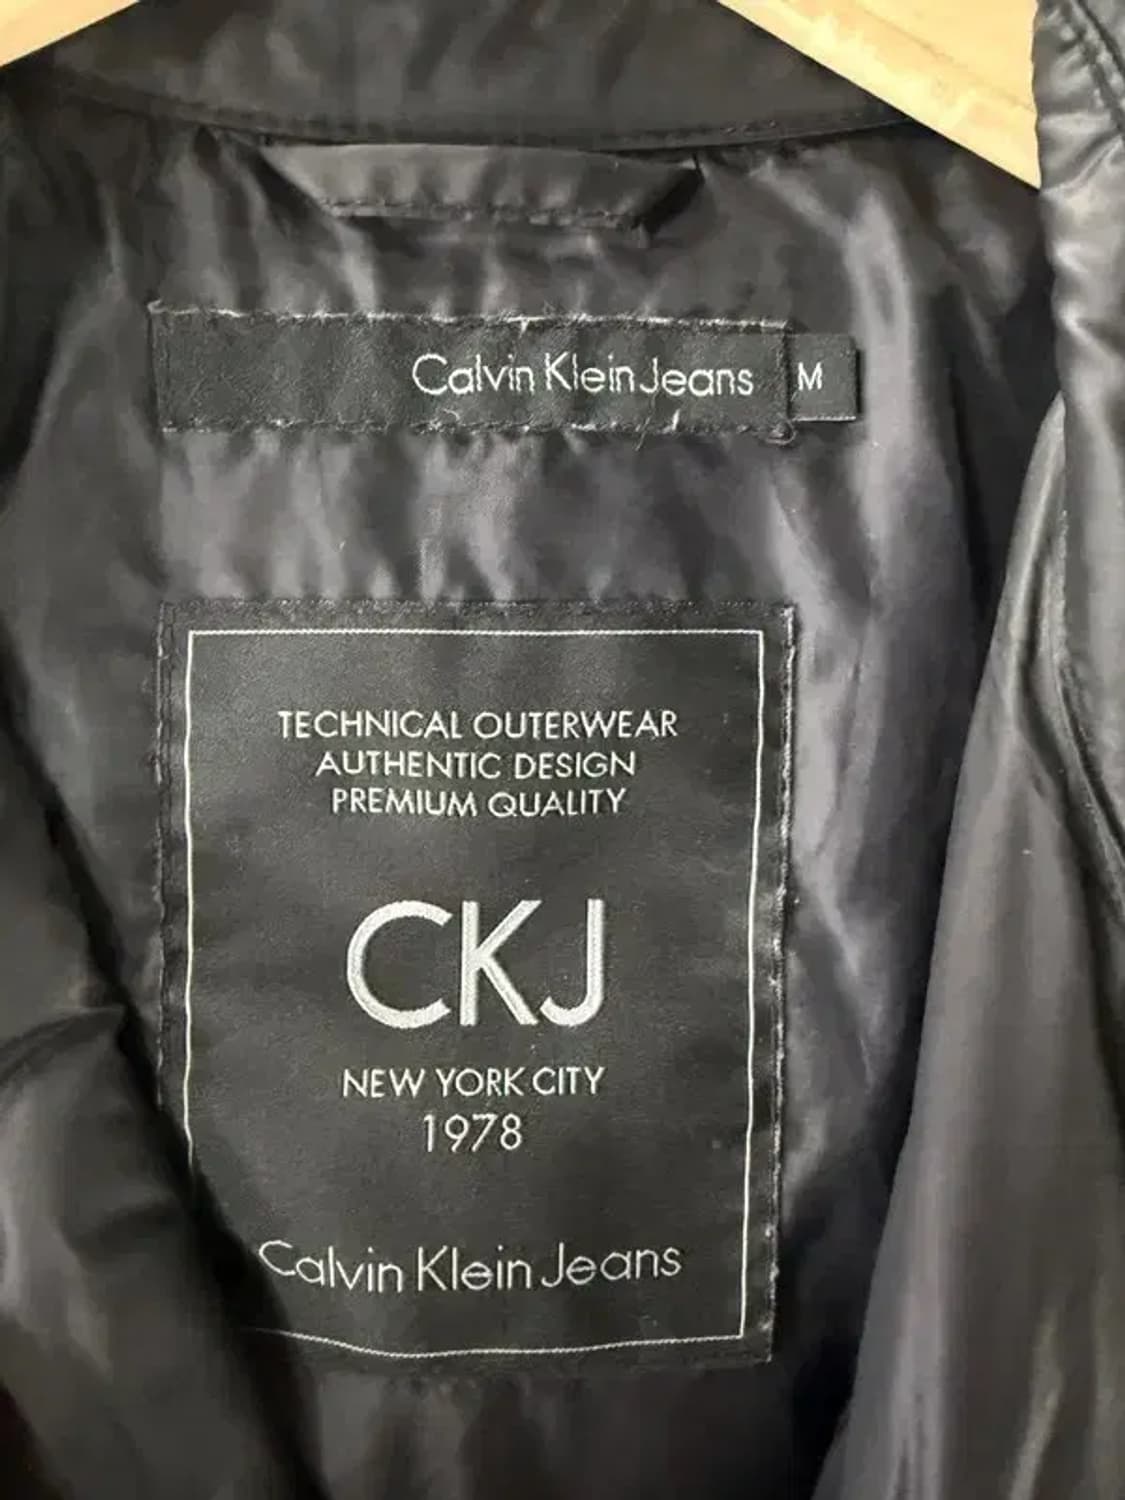 Calvin Klein Jeans M
TECHNICAL OUTERWEAR
AUTHENTIC DESIGN
PREMIUM QUALITY
CKJ
NEW YORK CITY
1978
Calvin Klein Jeans